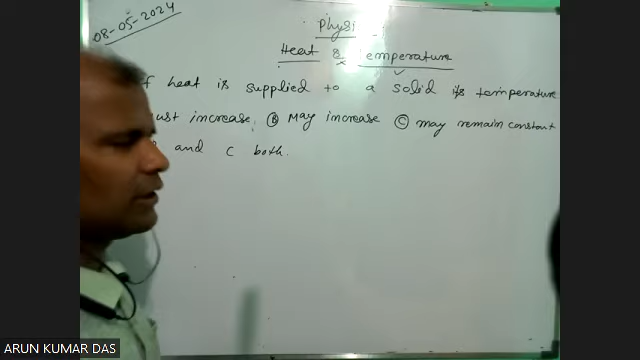 08-05-2024
Physi
Heat & Temperature
f heat is supplied to a solid its temperature
ust increase (B) May increase (C) may remain constant
and C both.
ARUN KUMAR DAS